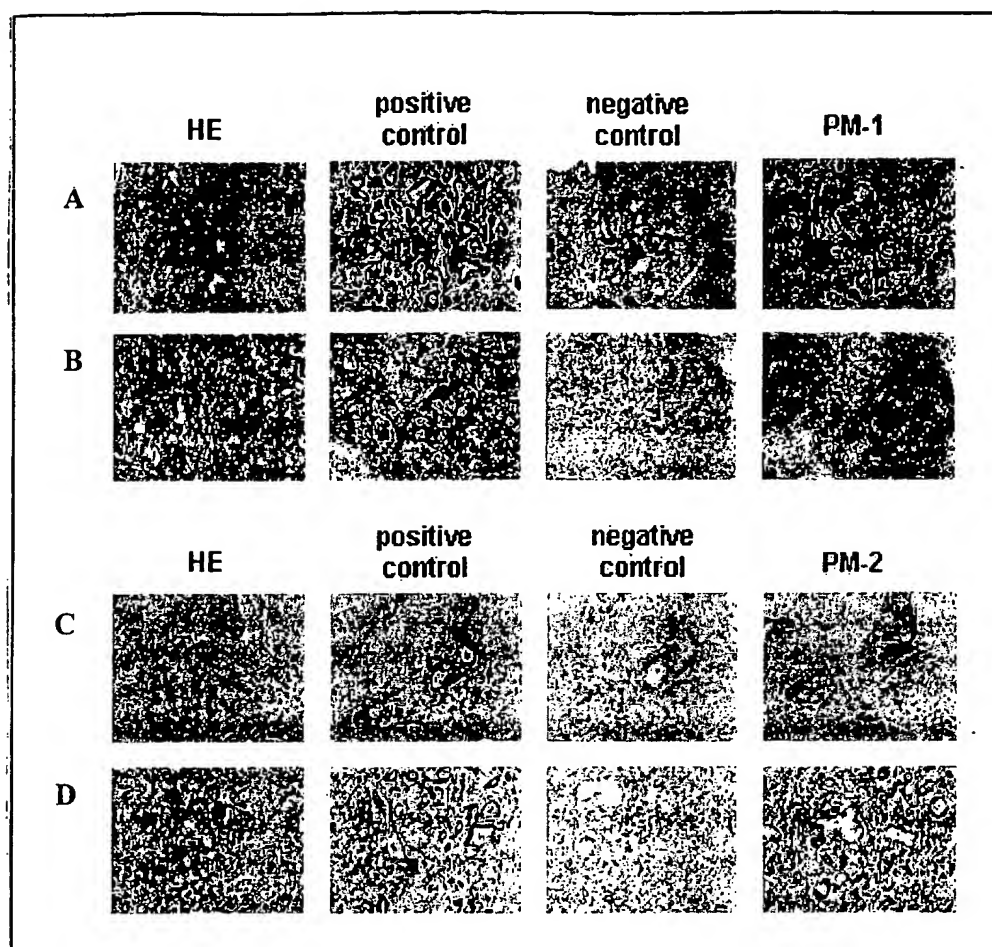 HE positive control negative control PM-1
A
B
HE positive control negative control PM-2
C
D